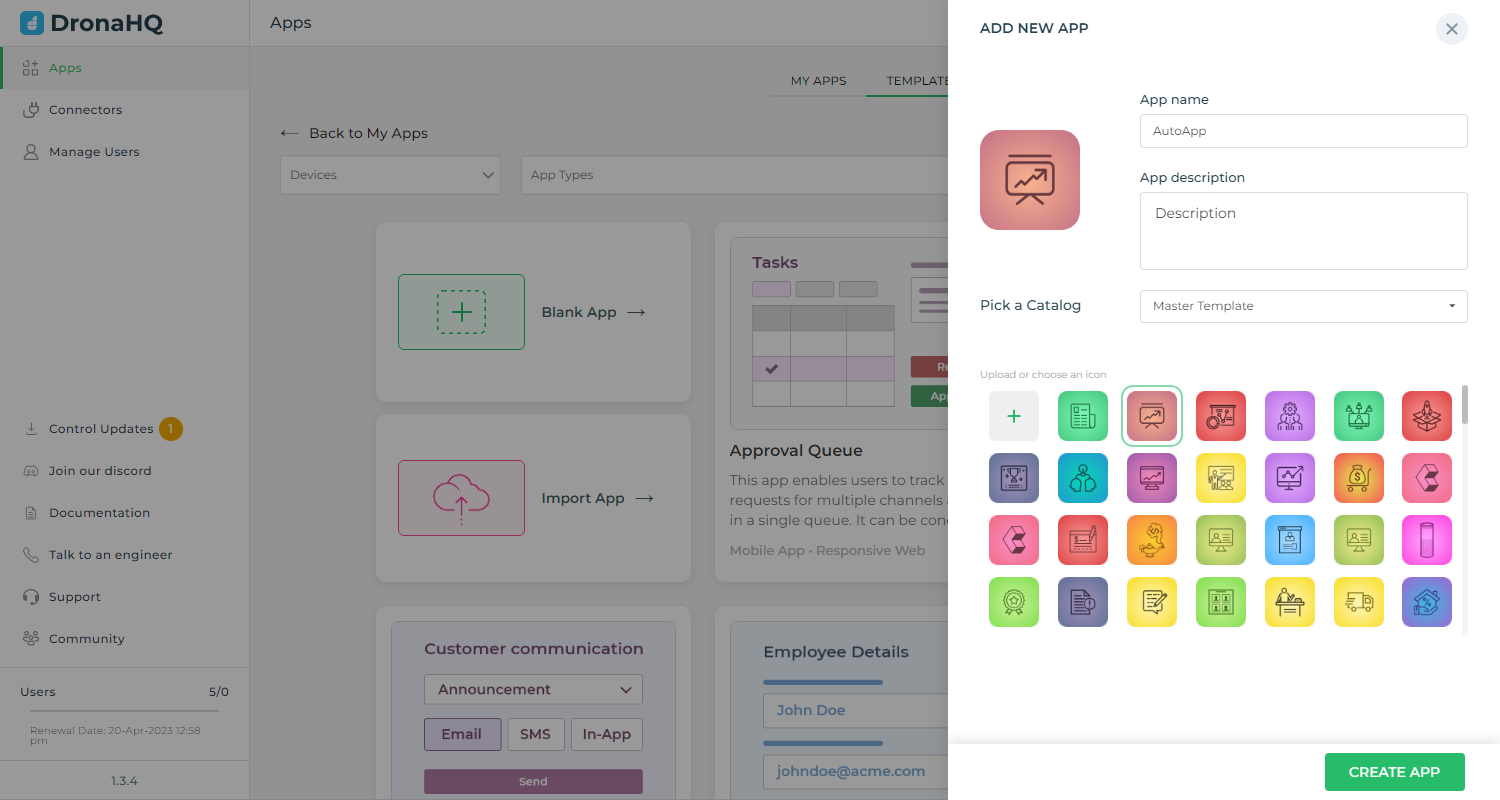 DronaHQ
Apps
Connectors
Manage Users
Control Updates 1
Join our discord
Documentation
Talk to an engineer
Support
Community
Users 5/0
Renewal Date: 20-Apr-2023 12:58
pm
1.3.4
Apps
MY APPS TEMPLATE
Back to My Apps
Devices
App Types
Blank App
Import App
Tasks
Re
App
Approval Queue
This app enables users to track
requests for multiple channels a
in a single queue. It can be con
Mobile App • Responsive Web
Customer communication
Announcement
Email SMS In-App
Send
Employee Details
John Doe
johndoe@acme.com
ADD NEW APP
App name
AutoApp
App description
Description
Pick a Catalog
Master Template
Upload or choose an icon
CREATE APP